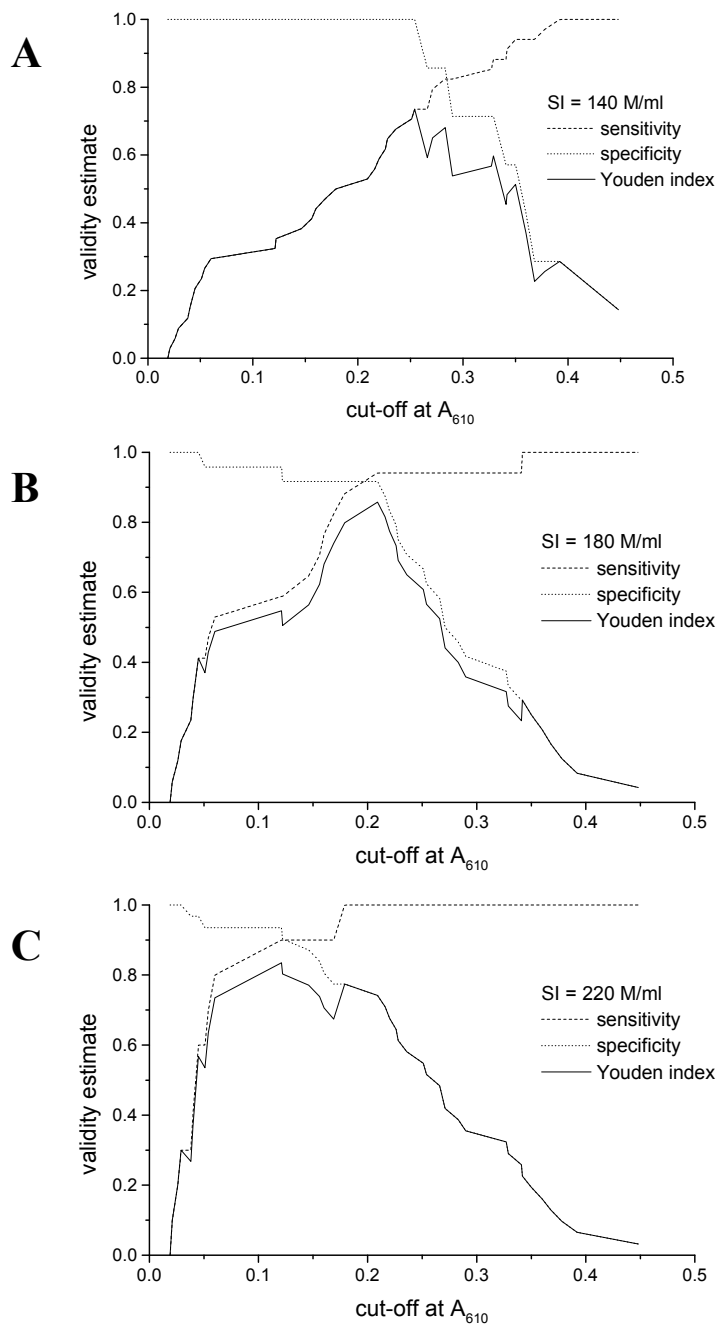 A
1.0
0.8
0.6
0.4
0.2
0.0
validity estimate
SI = 140 M/ml
sensitivity
specificity
Youden index
0.0 0.1 0.2 0.3 0.4 0.5
cut-off at A610
B
1.0
0.8
0.6
0.4
0.2
0.0
validity estimate
SI = 180 M/ml
sensitivity
specificity
Youden index
0.0 0.1 0.2 0.3 0.4 0.5
cut-off at A610
C
1.0
0.8
0.6
0.4
0.2
0.0
validity estimate
SI = 220 M/ml
sensitivity
specificity
Youden index
0.0 0.1 0.2 0.3 0.4 0.5
cut-off at A610